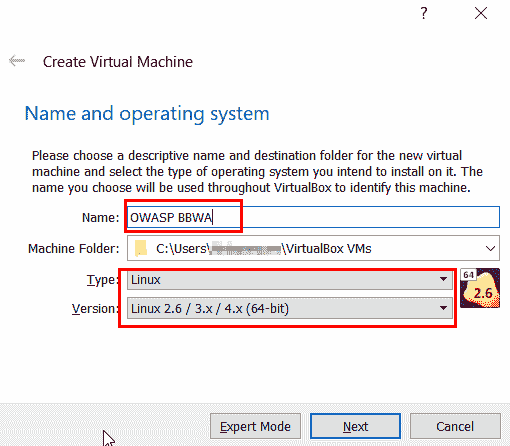 ?
Create Virtual Machine
Name and operating system
Please choose a descriptive name and destination folder for the new virtual
machine and select the type of operating system you intend to install on it. The
name you choose will be used throughout VirtualBox to identify this machine.
Name: OWASP BBWA
Machine Folder: C:\Users\ \VirtualBox VMs
Type: Linux
64
Version: Linux 2.6 / 3.x / 4.x (64-bit)
2.6
Expert Mode Next Cancel